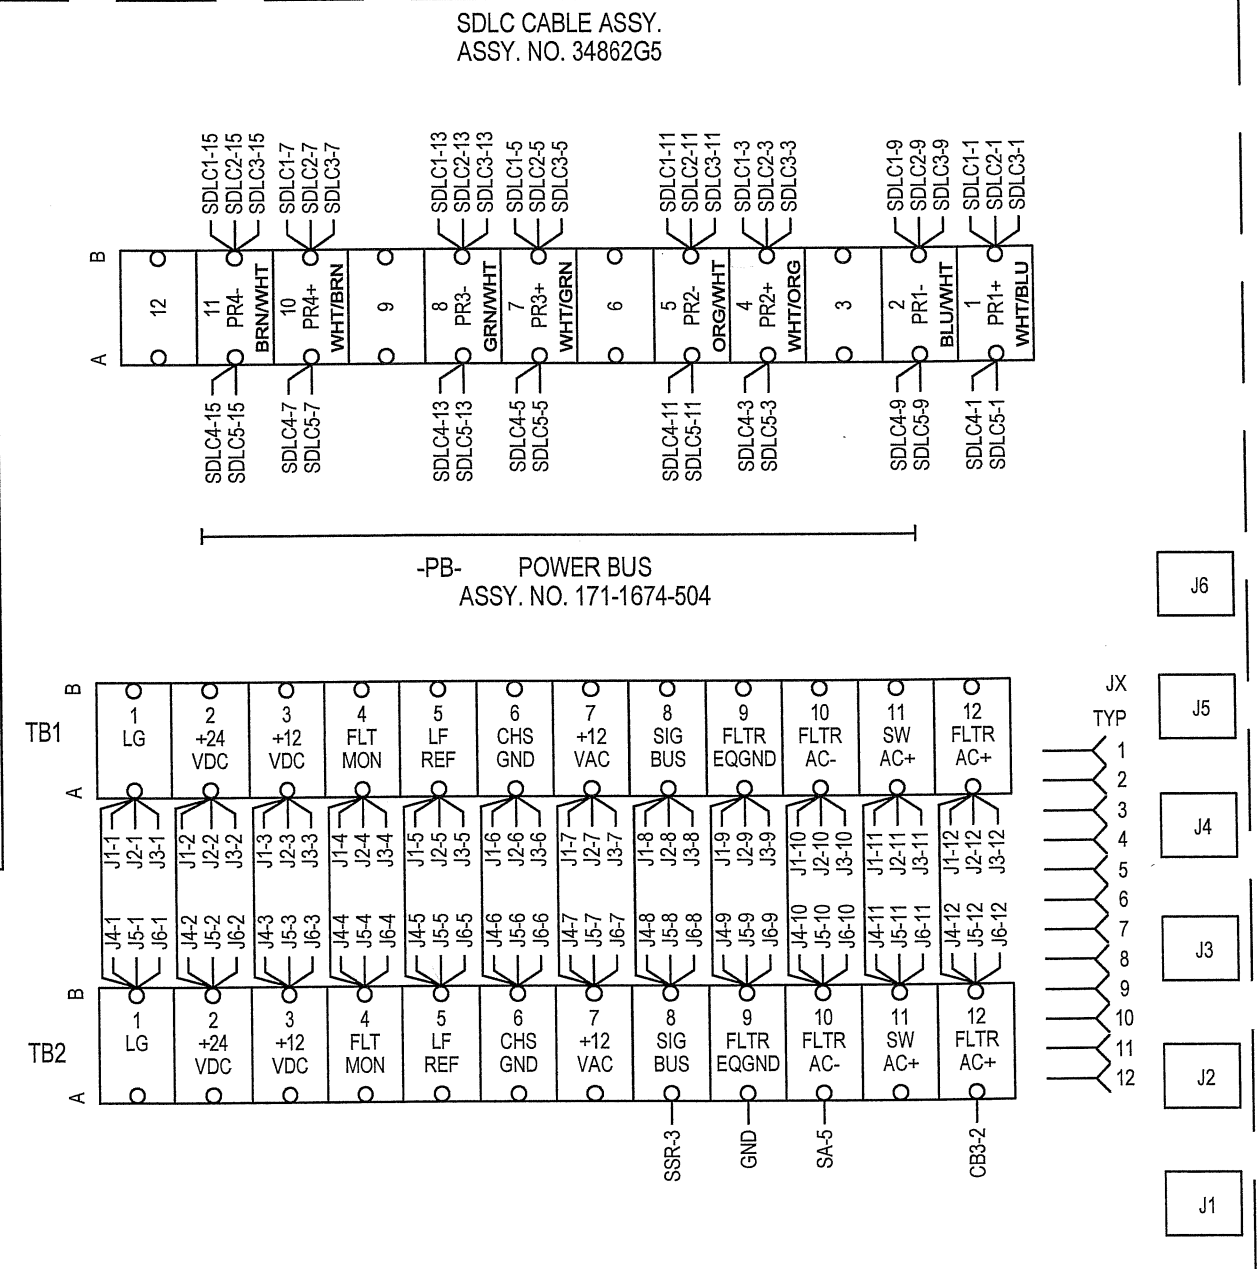 SDLC CABLE ASSY.
ASSY. NO. 34862G5
SDLC1-15
SDLC2-15
SDLC3-15
SDLC1-7
SDLC2-7
SDLC3-7
SDLC1-13
SDLC2-13
SDLC3-13
SDLC1-5
SDLC2-5
SDLC3-5
SDLC1-11
SDLC2-11
SDLC3-11
SDLC1-3
SDLC2-3
SDLC3-3
SDLC1-9
SDLC2-9
SDLC3-9
SDLC1-1
SDLC2-1
SDLC3-1
B
A
12
11
PR4-
BRN/WHT
10
PR4+
WHT/BRN
9
8
PR3-
GRN/WHT
7
PR3+
WHT/GRN
6
5
PR2-
ORG/WHT
4
PR2+
WHT/ORG
3
2
PR1-
BLU/WHT
1
PR1+
WHT/BLU
SDLC4-15
SDLC5-15
SDLC4-7
SDLC5-7
SDLC4-13
SDLC5-13
SDLC4-5
SDLC5-5
SDLC4-11
SDLC5-11
SDLC4-3
SDLC5-3
SDLC4-9
SDLC5-9
SDLC4-1
SDLC5-1
-PB- POWER BUS
ASSY. NO. 171-1674-504
TB1
B
A
1
LG
2
+24
VDC
3
+12
VDC
4
FLT
MON
5
LF
REF
6
CHS
GND
7
+12
VAC
8
SIG
BUS
9
FLTR
EQGND
10
FLTR
AC-
11
SW
AC+
12
FLTR
AC+
J1-1
J2-1
J3-1
J1-2
J2-2
J3-2
J1-3
J2-3
J3-3
J1-4
J2-4
J3-4
J1-5
J2-5
J3-5
J1-6
J2-6
J3-6
J1-7
J2-7
J3-7
J1-8
J2-8
J3-8
J1-9
J2-9
J3-9
J1-10
J2-10
J3-10
J1-11
J2-11
J3-11
J1-12
J2-12
J3-12
J4-1
J5-1
J6-1
J4-2
J5-2
J6-2
J4-3
J5-3
J6-3
J4-4
J5-4
J6-4
J4-5
J5-5
J6-5
J4-6
J5-6
J6-6
J4-7
J5-7
J6-7
J4-8
J5-8
J6-8
J4-9
J5-9
J6-9
J4-10
J5-10
J6-10
J4-11
J5-11
J6-11
J4-12
J5-12
J6-12
TB2
B
A
1
LG
2
+24
VDC
3
+12
VDC
4
FLT
MON
5
LF
REF
6
CHS
GND
7
+12
VAC
8
SIG
BUS
9
FLTR
EQGND
10
FLTR
AC-
11
SW
AC+
12
FLTR
AC+
SSR-3
GND
SA-5
CB3-2
JX
TYP
1
2
3
4
5
6
7
8
9
10
11
12
J6
J5
J4
J3
J2
J1